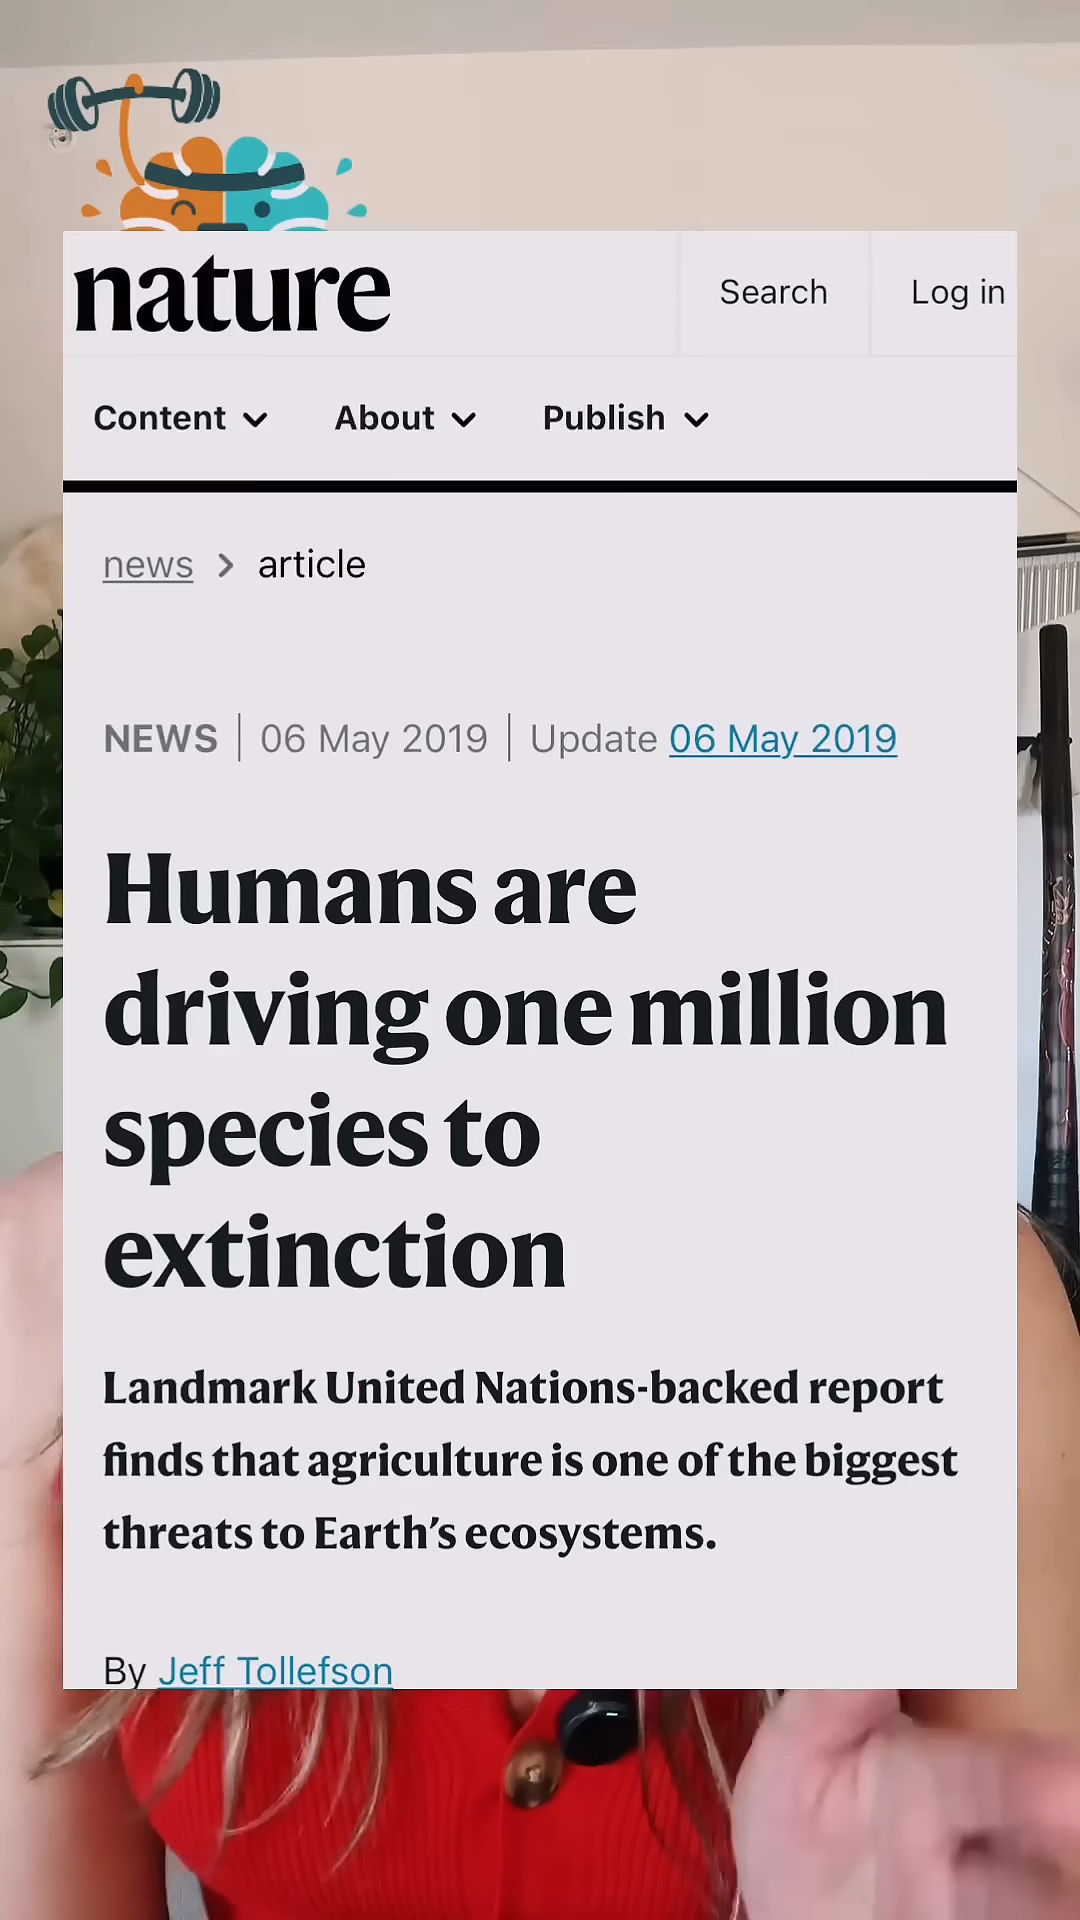 nature
Search
Log in
Content
About
Publish
news > article
NEWS | 06 May 2019 | Update 06 May 2019
Humans are
driving one million
species to
extinction
Landmark United Nations-backed report
finds that agriculture is one of the biggest
threats to Earth’s ecosystems.
By Jeff Tollefson